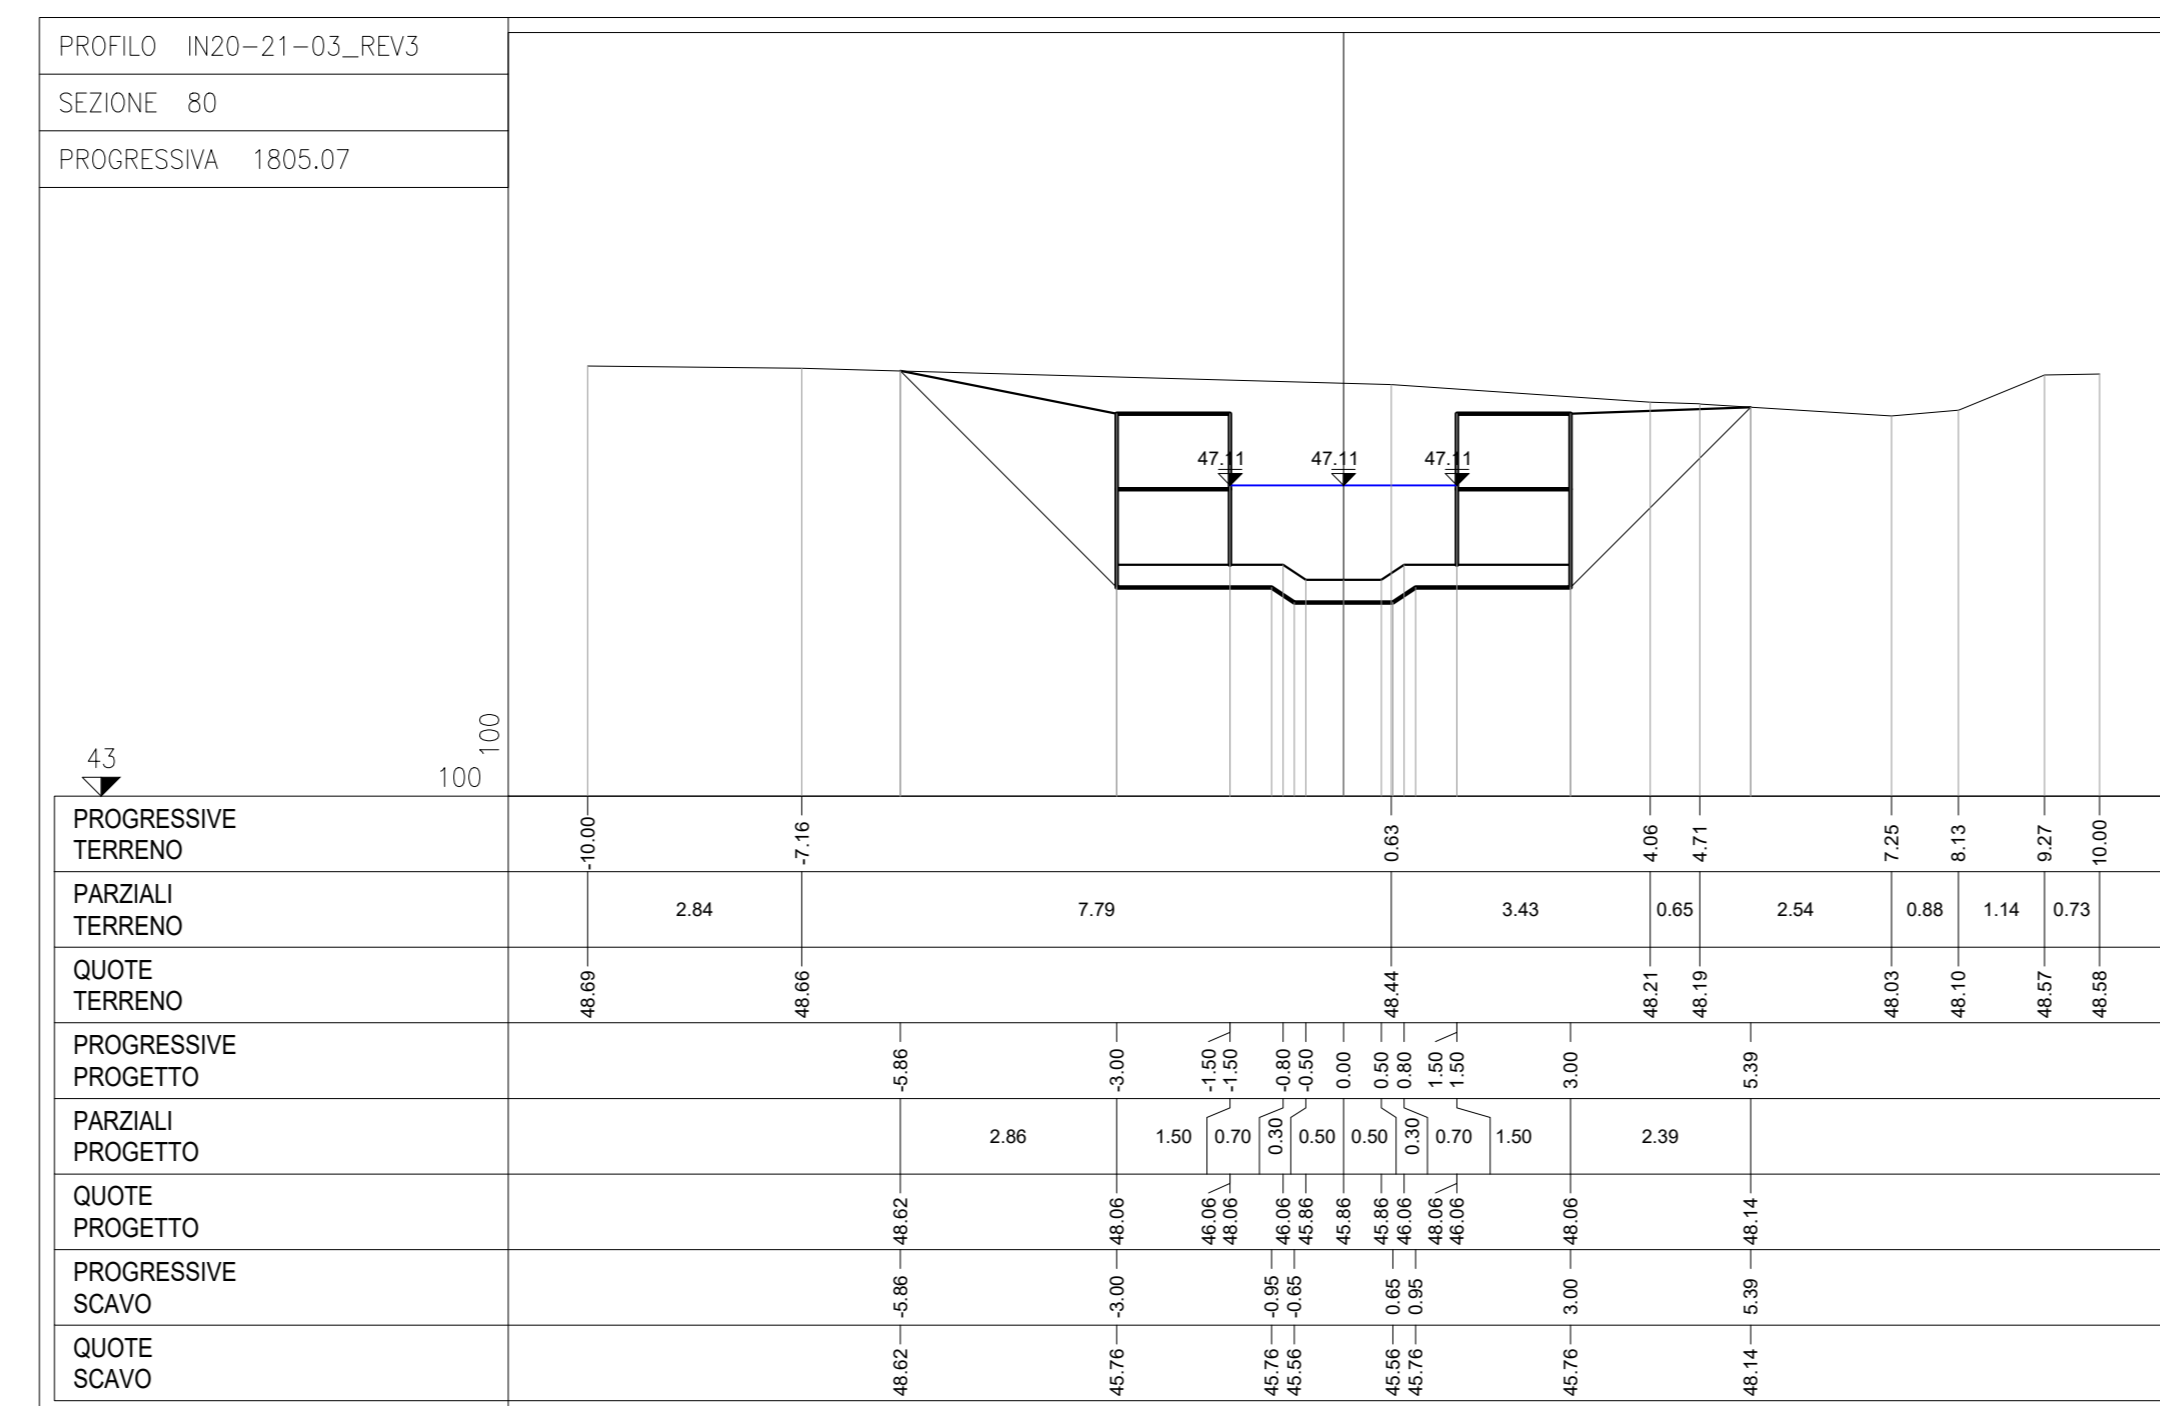 PROFILO IN20-21-03_REV3
SEZIONE 80
PROGRESSIVA 1805.07
47.11 47.11 47.11
43
100
100
PROGRESSIVE
TERRENO
-10.00 -7.16 0.63 4.06 4.71 7.25 8.13 9.27 10.00
PARZIALI
TERRENO
2.84 7.79 3.43 0.65 2.54 0.88 1.14 0.73
QUOTE
TERRENO
48.69 48.66 48.44 48.21 48.19 48.03 48.10 48.57 48.58
PROGRESSIVE
PROGETTO
-5.86 -3.00 -1.50 -1.50 -0.80 -0.50 0.00 0.50 0.80 1.50 1.50 3.00 5.39
PARZIALI
PROGETTO
2.86 1.50 0.70 0.30 0.50 0.50 0.30 0.70 1.50 2.39
QUOTE
PROGETTO
48.62 48.06 46.06 48.06 46.06 45.86 45.86 45.86 46.06 48.06 46.06 48.06 48.14
PROGRESSIVE
SCAVO
-5.86 -3.00 -0.95 -0.65 0.65 0.95 3.00 5.39
QUOTE
SCAVO
48.62 45.76 45.76 45.56 45.56 45.76 45.76 48.14